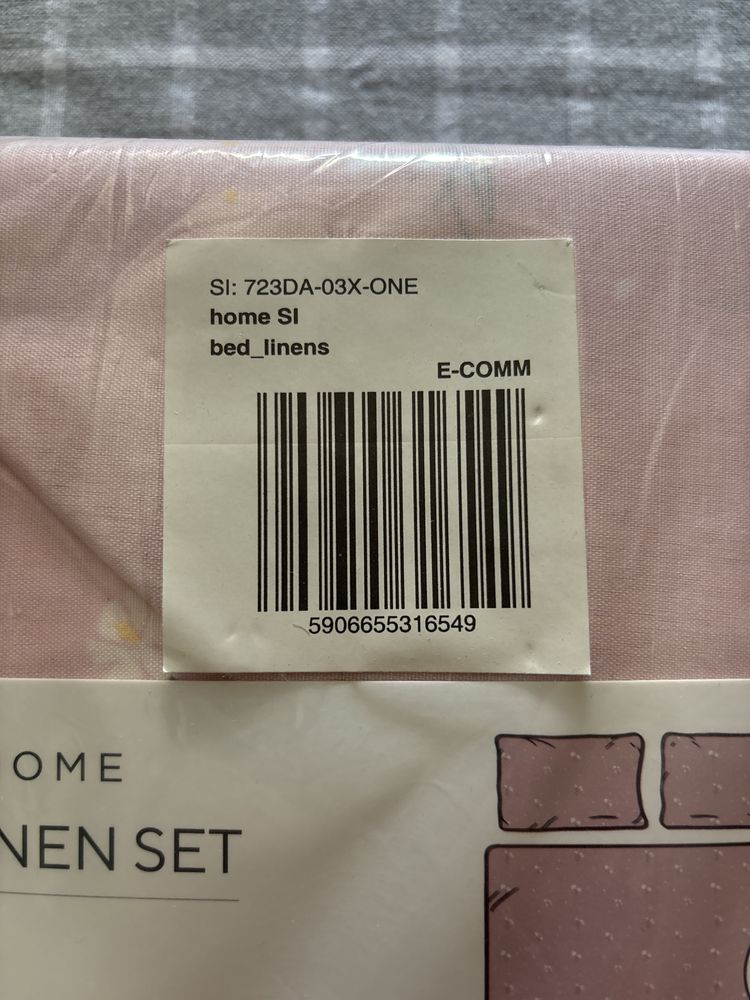 SI: 723DA-03X-ONE
home SI
bed_linens
E-COMM
5906655316549
OME
NEN SET